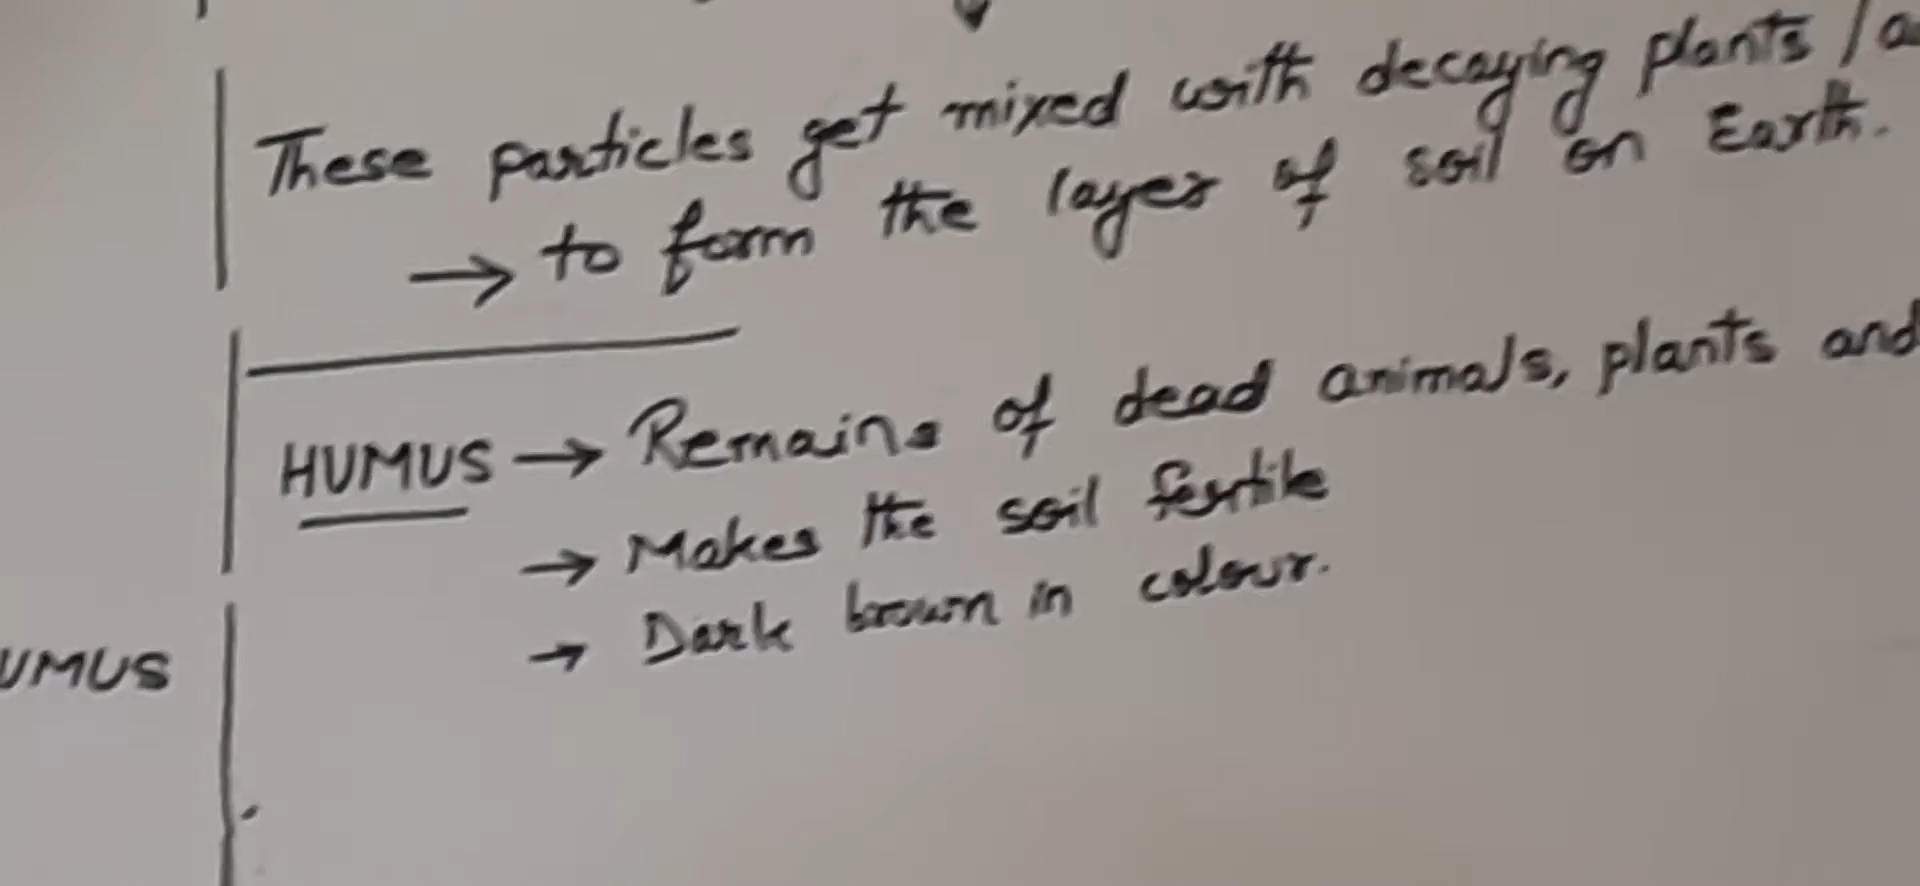 These particles get mixed with decaying plants /
→ to form the layer of soil on Earth.
HUMUS → Remains of dead animals, plants and
→ Makes the soil fertile
→ Dark brown in colour.
UMUS